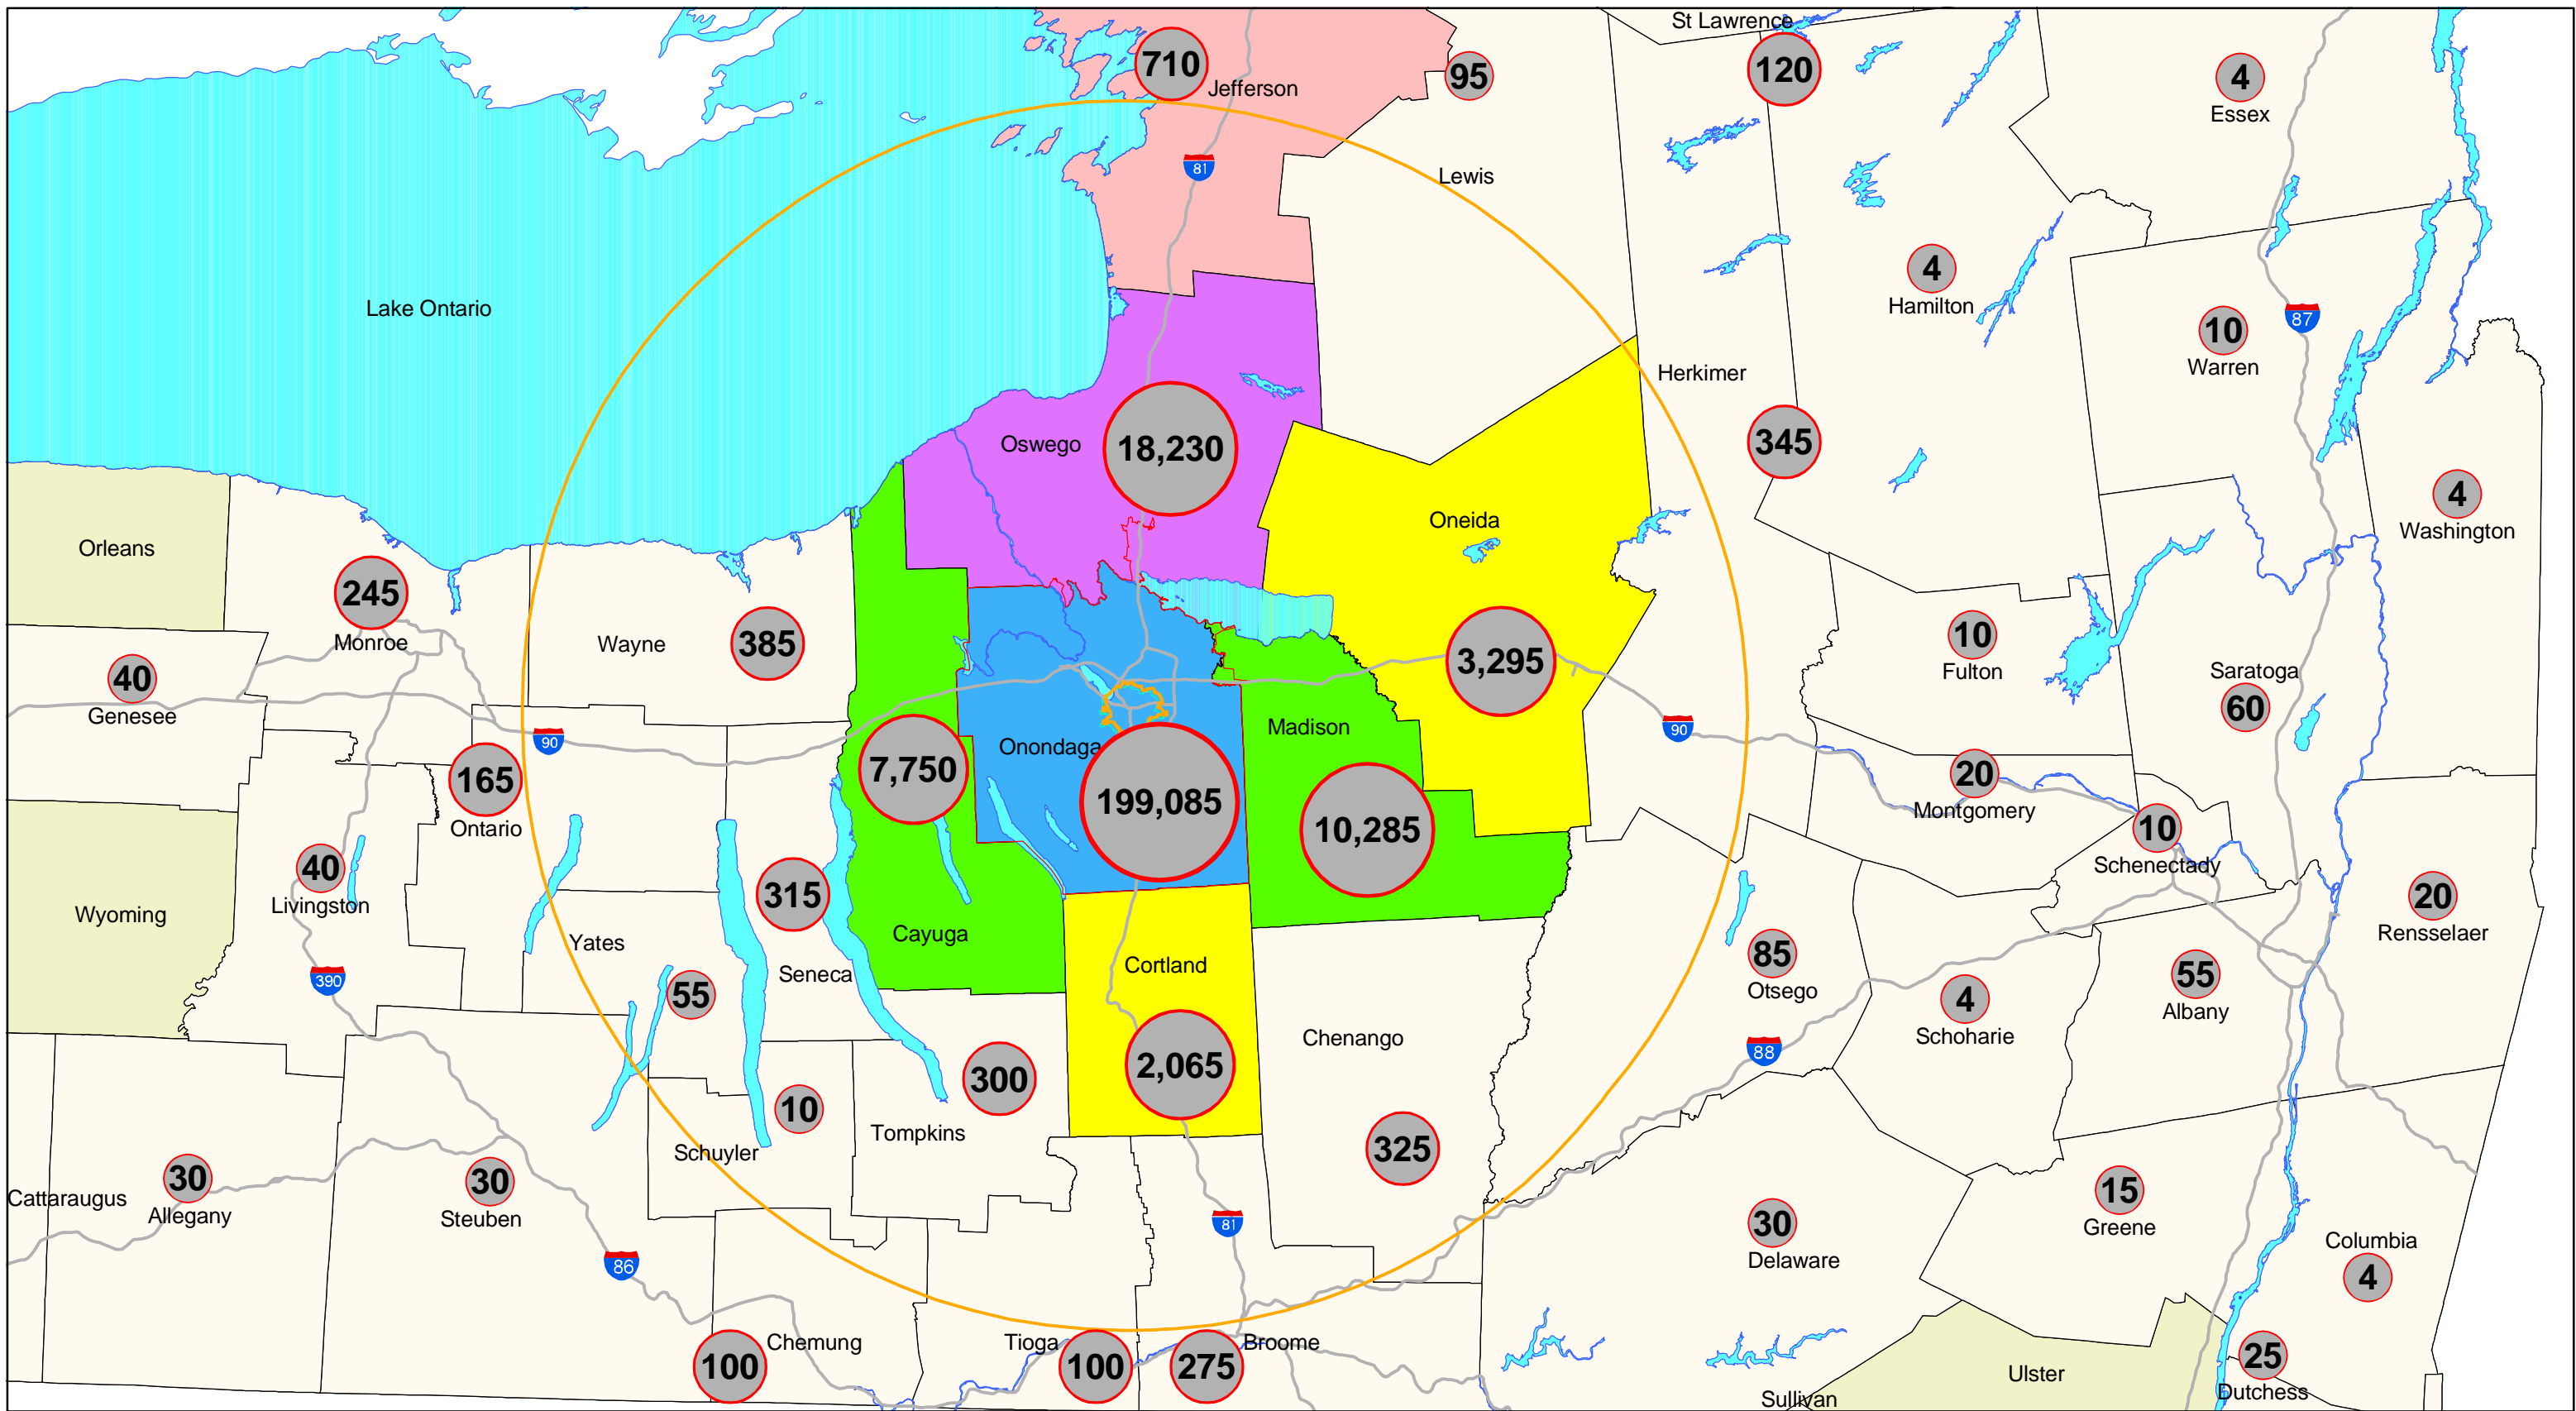 St Lawrence
710
Jefferson
95
120
4
Essex
81
Lewis
Lake Ontario
4
Hamilton
10
Warren
87
Herkimer
Oswego
18,230
345
4
Washington
Orleans
Oneida
245
Monroe
Wayne
385
3,295
10
Fulton
Saratoga
60
40
Genesee
90
Onondaga
Madison
90
165
Ontario
7,750
199,085
10,285
20
Montgomery
10
Schenectady
40
Livingston
315
Wyoming
Yates
Cayuga
20
Rensselaer
390
55
Seneca
Cortland
85
Otsego
4
Schoharie
55
Albany
Chenango
88
300
2,065
10
Tompkins
Schuyler
325
Cattaraugus
30
Allegany
30
Steuben
81
30
Delaware
15
Greene
Columbia
4
86
Chemung
100
Tioga
100
275
Broome
Ulster
Sullivan
25
Dutchess